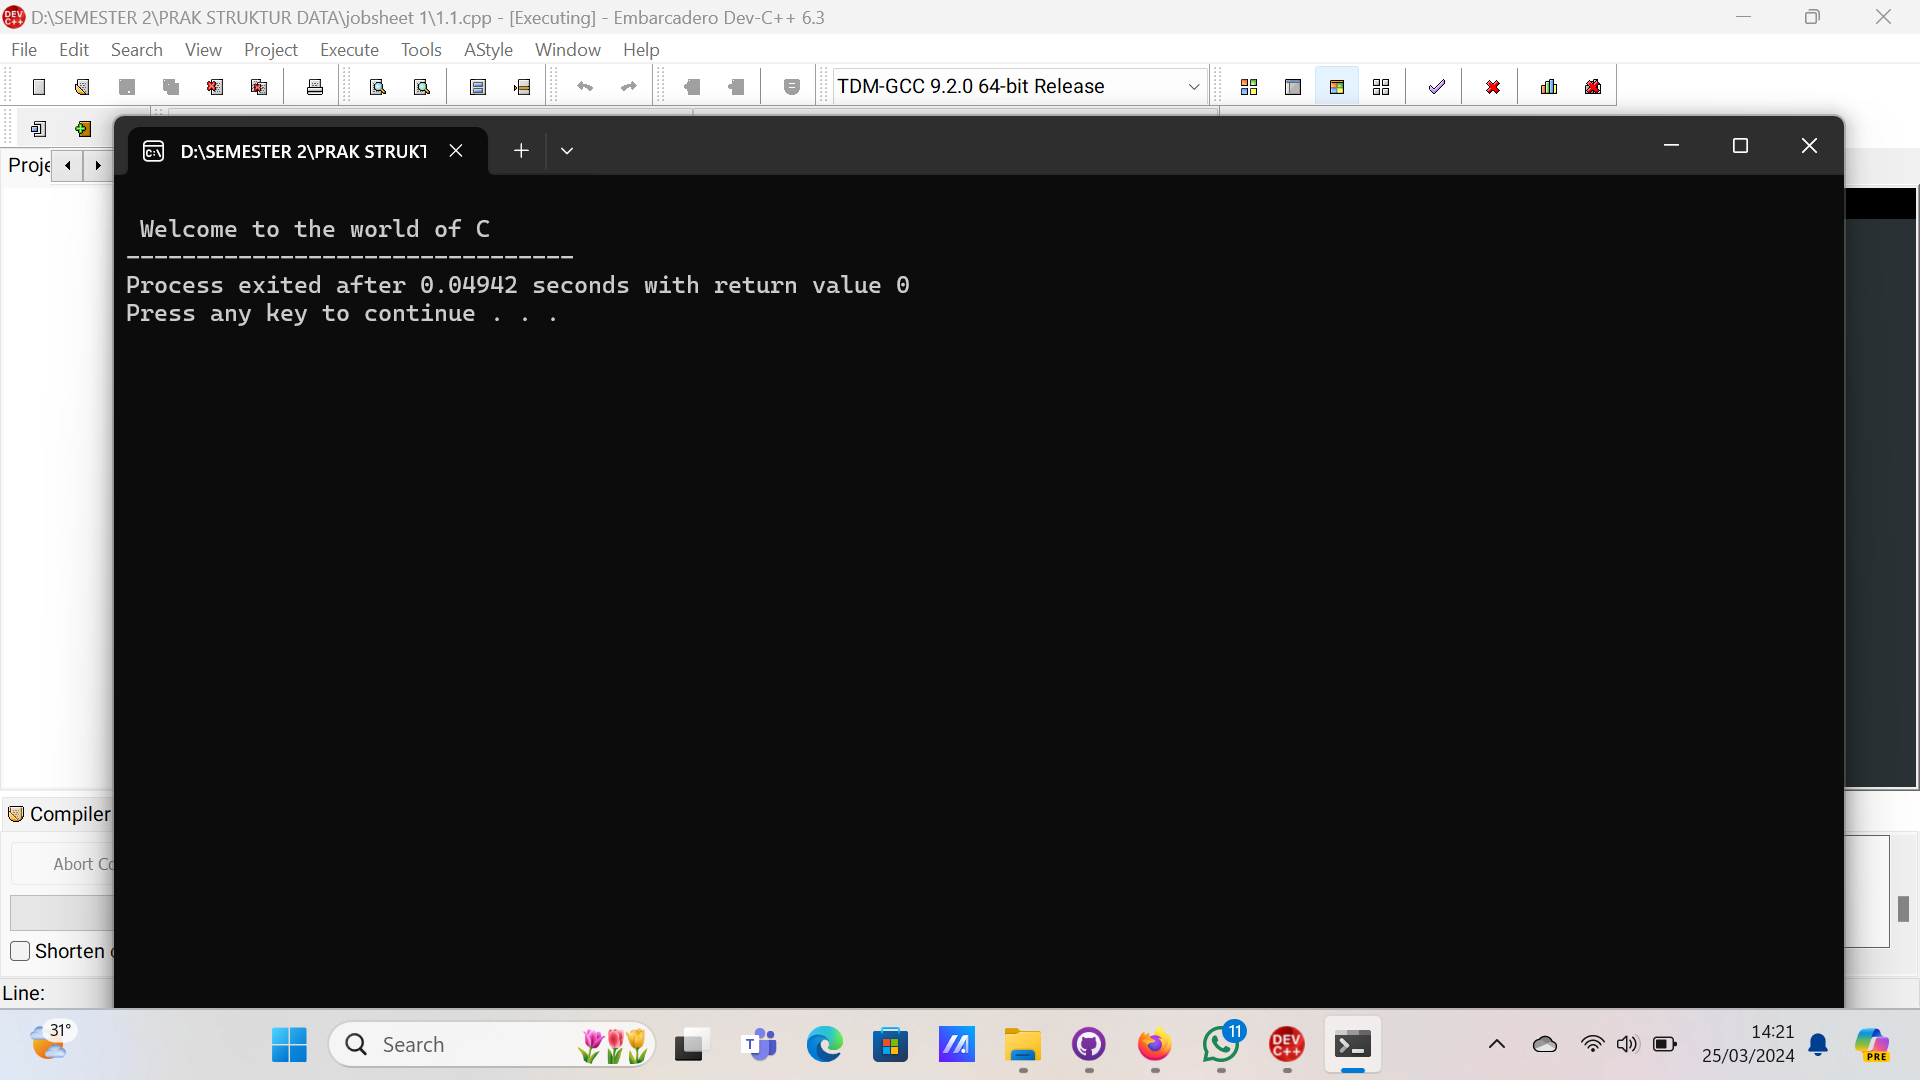 D:\SEMESTER 2\PRAK STRUKTUR DATA\jobsheet 1\1.1.cpp - [Executing] - Embarcadero Dev-C++ 6.3
File Edit Search View Project Execute Tools AStyle Window Help
TDM-GCC 9.2.0 64-bit Release
Proje
D:\SEMESTER 2\PRAK STRUKT
Welcome to the world of C
--------------------------------
Process exited after 0.04942 seconds with return value 0
Press any key to continue . . .
Compiler
Abort Co
Shorten
Line:
31°
Search
11
DEV C++
14:21
25/03/2024
PRE